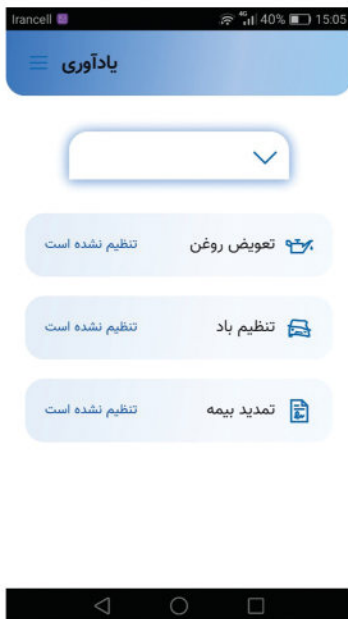 Irancell 4G 40% 15:05
یادآوری
تعویض روغن تنظیم نشده است
تنظیم باد تنظیم نشده است
تمدید بیمه تنظیم نشده است